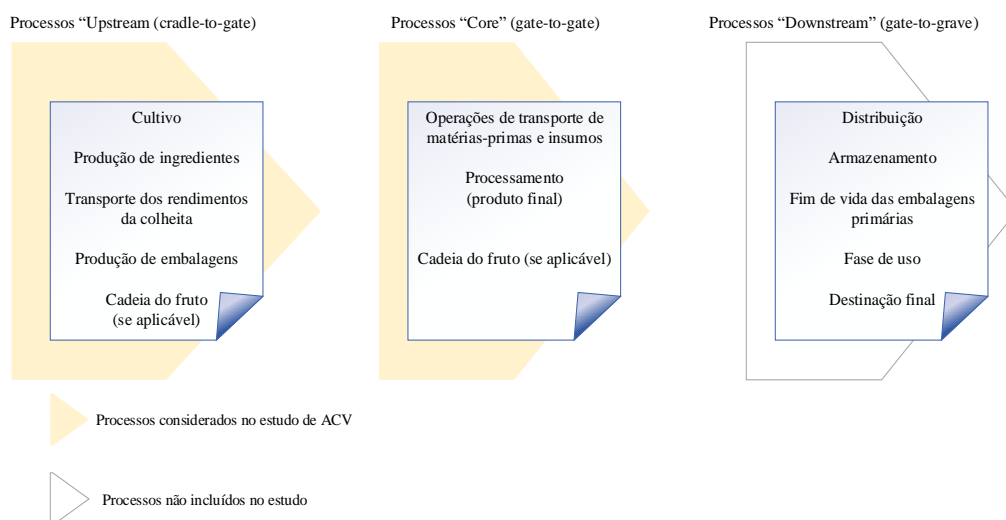 Processos “Upstream (cradle-to-gate)
Cultivo
Produção de ingredientes
Transporte dos rendimentos
da colheita
Produção de embalagens
Cadeia do fruto
(se aplicável)
Processos “Core” (gate-to-gate)
Operações de transporte de
matérias-primas e insumos
Processamento
(produto final)
Cadeia do fruto (se aplicável)
Processos “Downstream” (gate-to-grave)
Distribuição
Armazenamento
Fim de vida das embalagens
primárias
Fase de uso
Destinação final
Processos considerados no estudo de ACV
Processos não incluídos no estudo